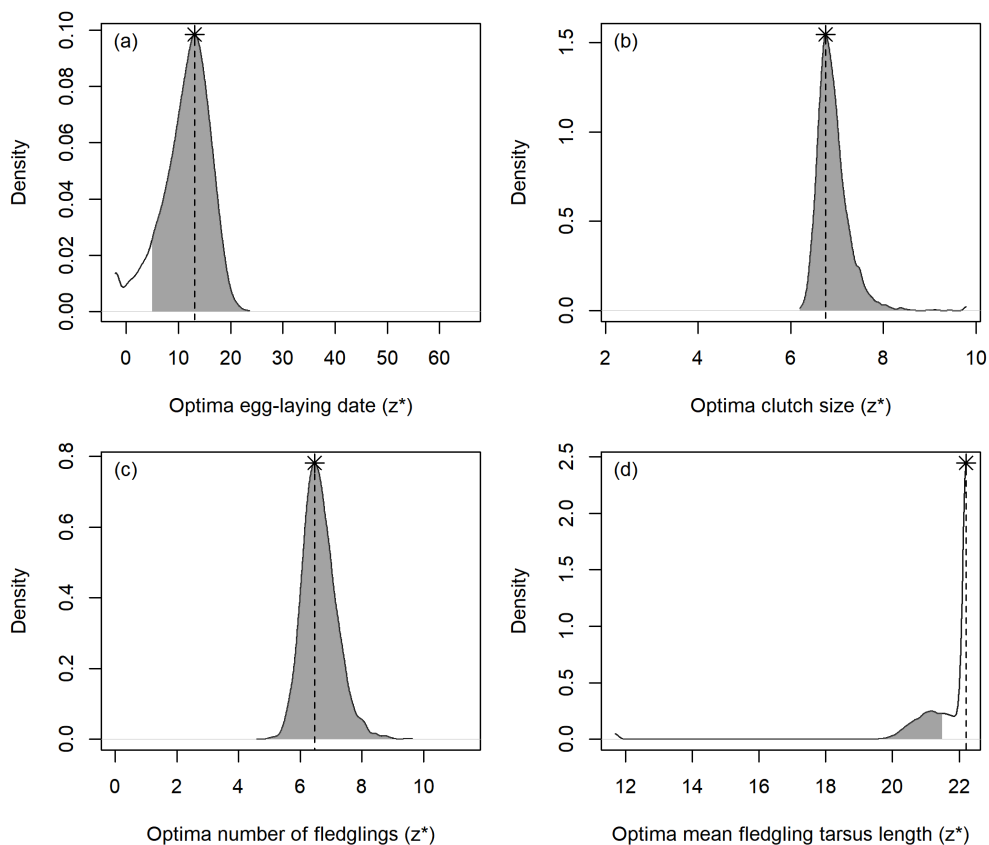 (a)
Density
0.00 0.02 0.04 0.06 0.08 0.10
0 10 20 30 40 50 60
Optima egg-laying date (z*)
(b)
Density
0.0 0.5 1.0 1.5
2 4 6 8 10
Optima clutch size (z*)
(c)
Density
0.0 0.2 0.4 0.6 0.8
0 2 4 6 8 10
Optima number of fledglings (z*)
(d)
Density
0.0 0.5 1.0 1.5 2.0 2.5
12 14 16 18 20 22
Optima mean fledgling tarsus length (z*)